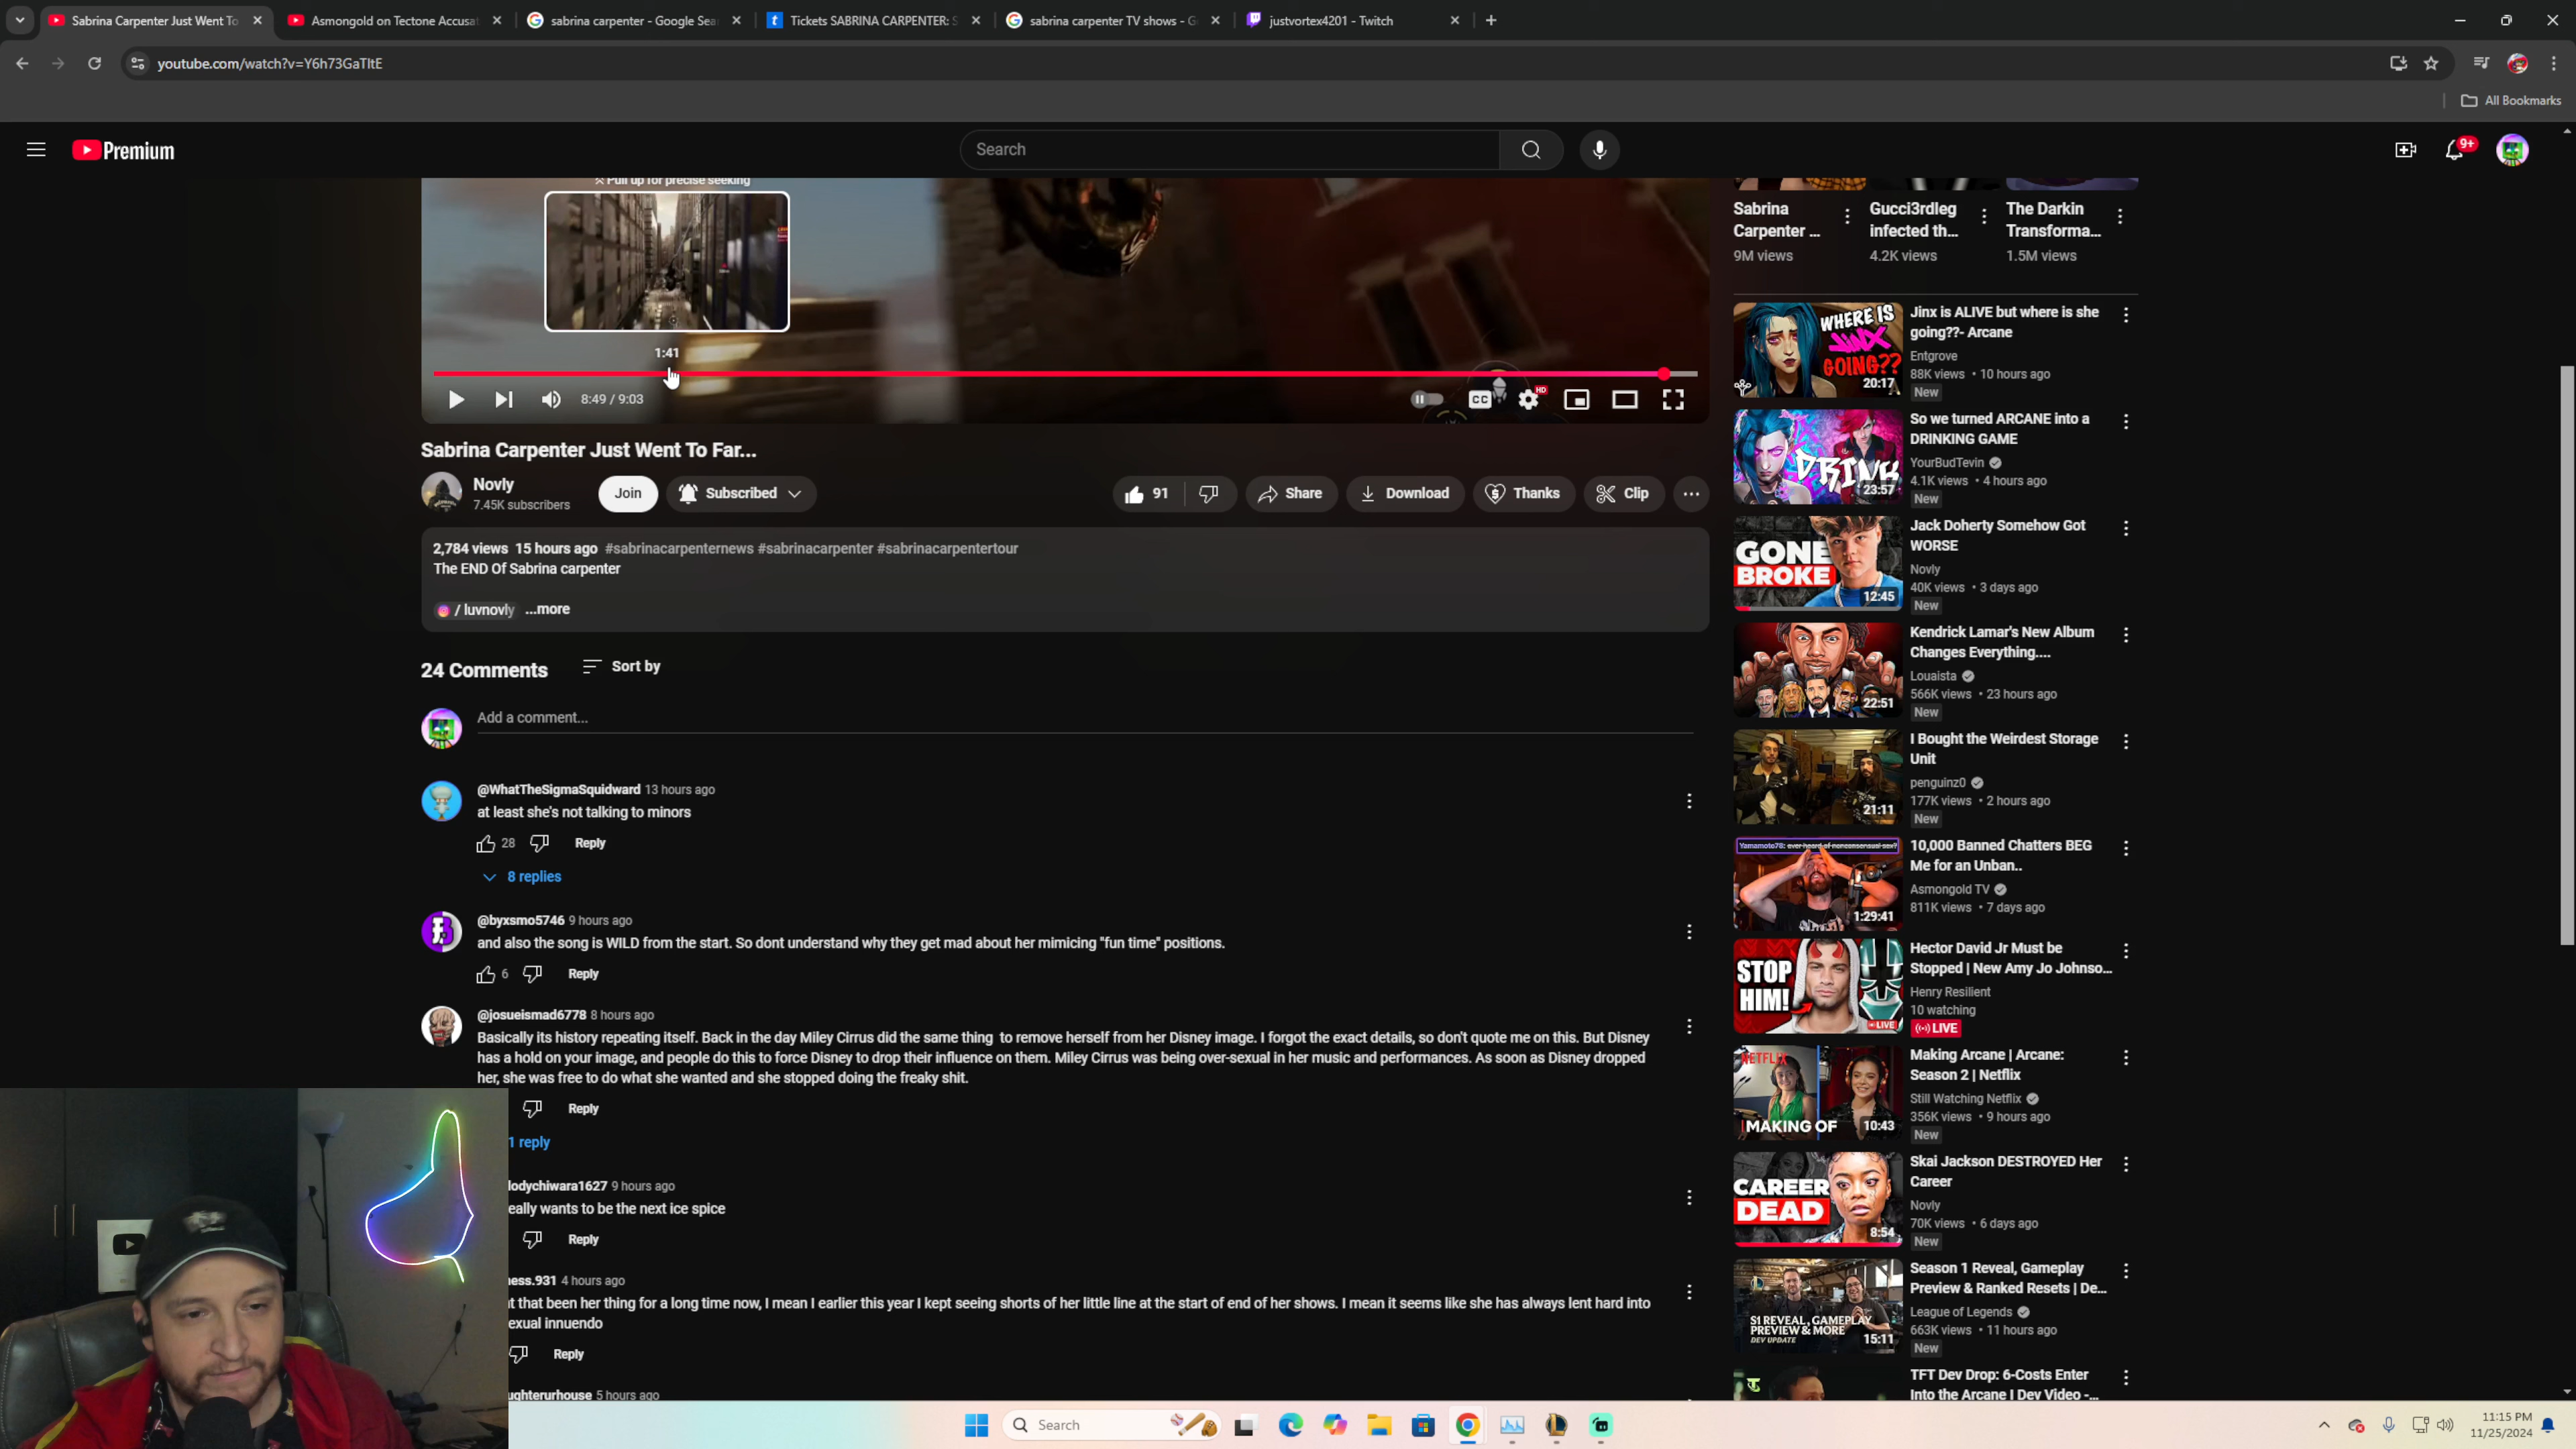 Sabrina Carpenter Just Went To
Asmongold on Tectone Accusat
sabrina carpenter - Google Sea
Tickets SABRINA CARPENTER: S
sabrina carpenter TV shows - G
justvortex4201 - Twitch
youtube.com/watch?v=Y6h73GaTltE
All Bookmarks
Premium
Search
9+
Pull up for precise seeking
1:41
8:49 / 9:03
CC
HD
Sabrina Carpenter Just Went To Far...
Novly
7.45K subscribers
Join
Subscribed
91
Share
Download
Thanks
Clip
2,784 views 15 hours ago #sabrinacarpenternews #sabrinacarpenter #sabrinacarpentertour
The END Of Sabrina carpenter
/ luvnovly ...more
24 Comments
Sort by
Add a comment...
@WhatTheSigmaSquidward 13 hours ago
at least she's not talking to minors
28
Reply
8 replies
@byxsmo5746 9 hours ago
and also the song is WILD from the start. So dont understand why they get mad about her mimicing "fun time" positions.
6
Reply
@josueismad6778 8 hours ago
Basically its history repeating itself. Back in the day Miley Cirrus did the same thing to remove herself from her Disney image. I forgot the exact details, so don't quote me on this. But Disney
has a hold on your image, and people do this to force Disney to drop their influence on them. Miley Cirrus was being over-sexual in her music and performances. As soon as Disney dropped
her, she was free to do what she wanted and she stopped doing the freaky shit.
Reply
1 reply
lodychiwara1627 9 hours ago
eally wants to be the next ice spice
Reply
ness.931 4 hours ago
t that been her thing for a long time now, I mean I earlier this year I kept seeing shorts of her little line at the start of end of her shows. I mean it seems like she has always lent hard into
exual innuendo
Reply
ughterurhouse 5 hours ago
Sabrina
Carpenter ...
9M views
Gucci3rdleg
infected th...
4.2K views
The Darkin
Transforma...
1.5M views
WHERE IS
JINX
GOING??
20:17
Jinx is ALIVE but where is she
going??- Arcane
Entgrove
88K views • 10 hours ago
New
DRINK
23:57
So we turned ARCANE into a
DRINKING GAME
YourBudTevin
4.1K views • 4 hours ago
New
GONE
BROKE
12:45
Jack Doherty Somehow Got
WORSE
Novly
40K views • 3 days ago
New
22:51
Kendrick Lamar's New Album
Changes Everything....
Louaista
566K views • 23 hours ago
New
21:11
I Bought the Weirdest Storage
Unit
penguinz0
177K views • 2 hours ago
New
Yamamoto78: ever heard of nonconsensual sex?
1:29:41
10,000 Banned Chatters BEG
Me for an Unban..
Asmongold TV
811K views • 7 days ago
STOP
HIM!
LIVE
Hector David Jr Must be
Stopped | New Amy Jo Johnso...
Henry Resilient
10 watching
LIVE
NETFLIX
MAKING OF
10:43
Making Arcane | Arcane:
Season 2 | Netflix
Still Watching Netflix
356K views • 9 hours ago
New
CAREER
DEAD
8:54
Skai Jackson DESTROYED Her
Career
Novly
70K views • 6 days ago
New
S1 REVEAL, GAMEPLAY
PREVIEW & MORE
DEV UPDATE
15:11
Season 1 Reveal, Gameplay
Preview & Ranked Resets | De...
League of Legends
663K views • 11 hours ago
New
TFT Dev Drop: 6-Costs Enter
Into the Arcane I Dev Video -...
Search
11:15 PM
11/25/2024